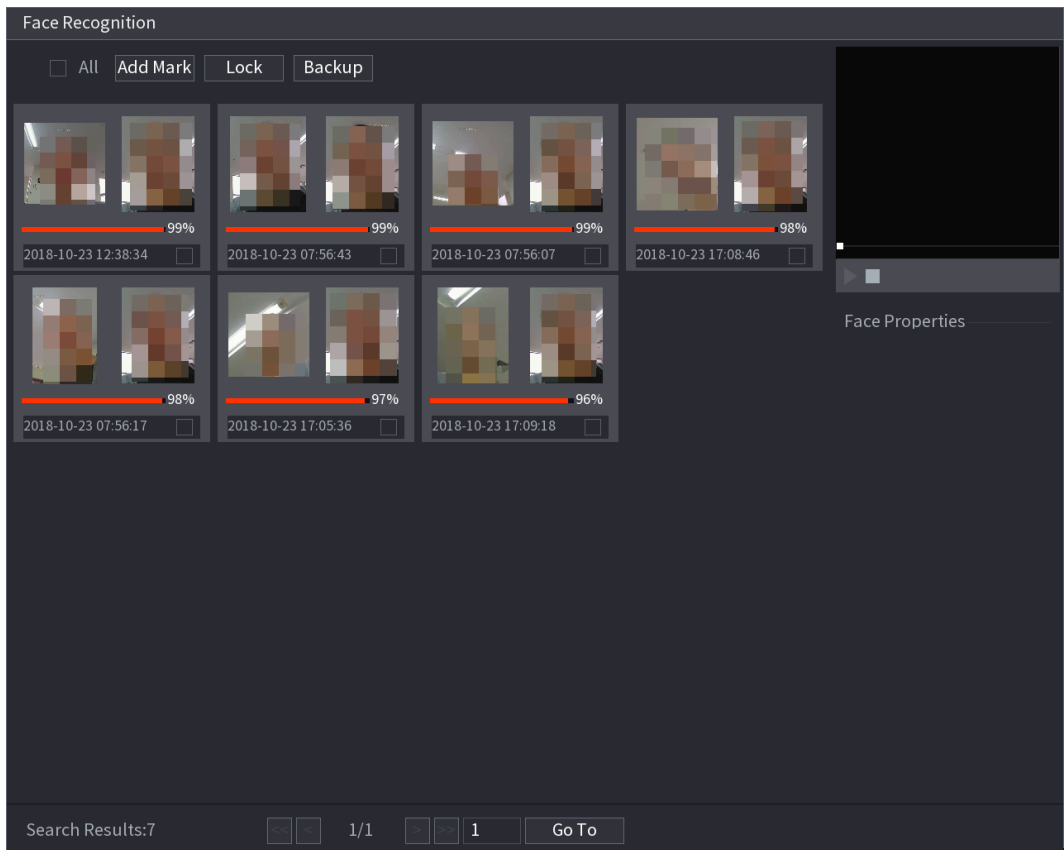 Face Recognition
All Add Mark Lock Backup
99% 99% 99% 98%
2018-10-23 12:38:34 2018-10-23 07:56:43 2018-10-23 07:56:07 2018-10-23 17:08:46
Face Properties
98% 97% 96%
2018-10-23 07:56:17 2018-10-23 17:05:36 2018-10-23 17:09:18
Search Results:7 << < 1/1 > >> 1 Go To